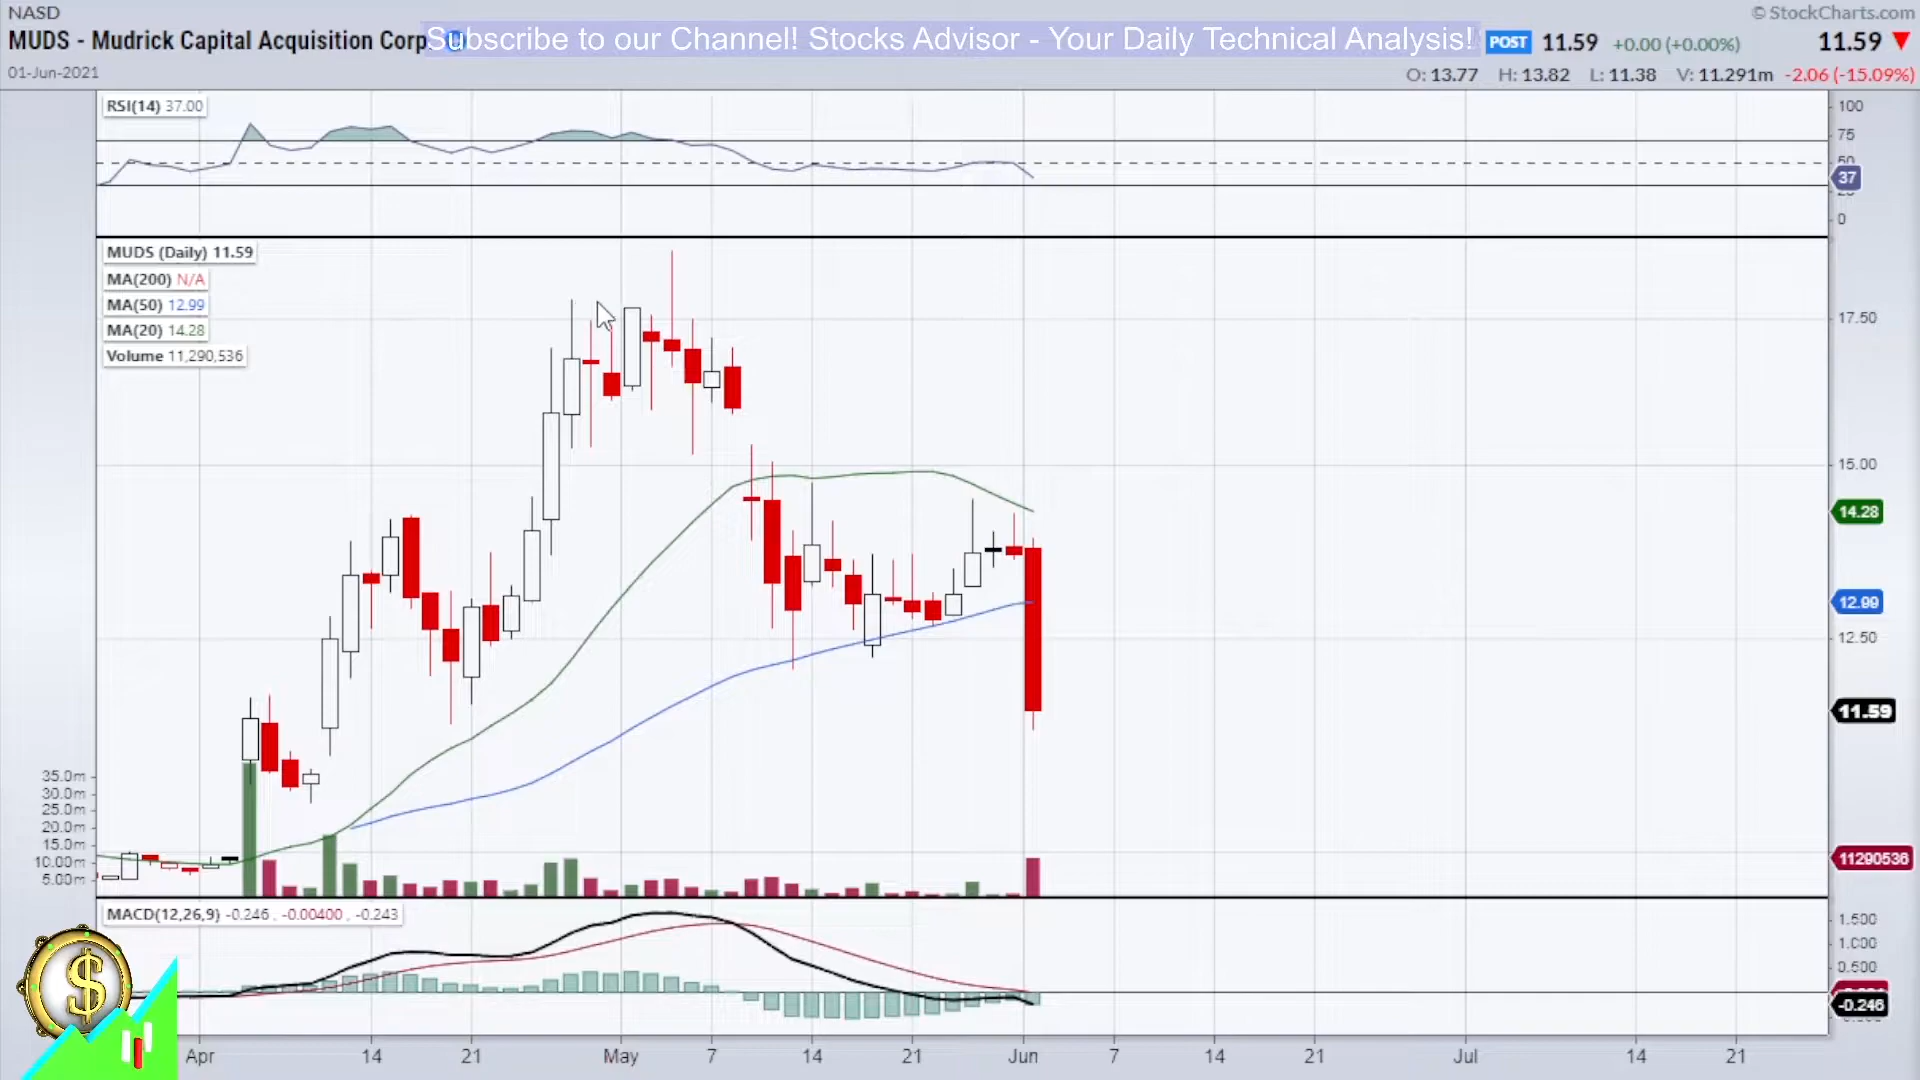 NASD
© StockCharts.com
MUDS - Mudrick Capital Acquisition Corp.
Subscribe to our Channel! Stocks Advisor - Your Daily Technical Analysis!
POST 11.59 +0.00 (+0.00%) 11.59 ▼
01-Jun-2021
O: 13.77 H: 13.82 L: 11.38 V: 11.291m -2.06 (-15.09%)
RSI(14) 37.00
100
75
50
37
0
MUDS (Daily) 11.59
MA(200) N/A
MA(50) 12.99
MA(20) 14.28
Volume 11,290,536
17.50
15.00
14.28
12.99
12.50
11.59
35.0m
30.0m
25.0m
20.0m
15.0m
10.00m
5.00m
11290536
MACD(12,26,9) -0.246 , -0.00400 , -0.243
1.500
1.000
0.500
-0.246
$
Apr 14 21 May 7 14 21 Jun 7 14 21 Jul 14 21